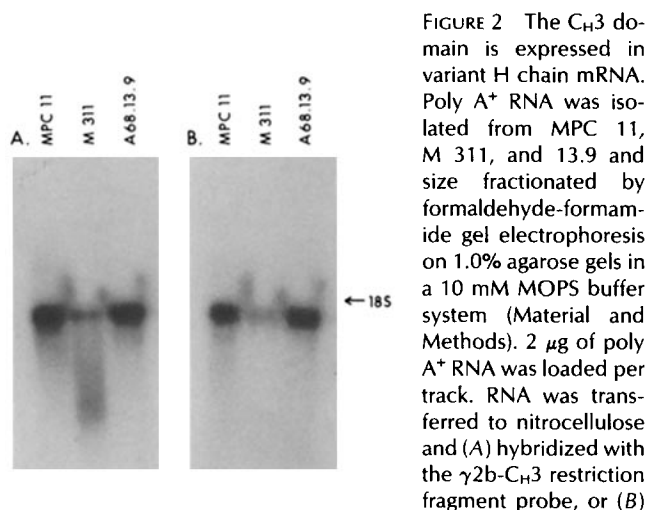 A.
MPC 11
M 311
A68.13.9
B.
MPC 11
M 311
A68.13.9
←18S
FIGURE 2 The C_H3 do-
main is expressed in
variant H chain mRNA.
Poly A⁺ RNA was iso-
lated from MPC 11,
M 311, and 13.9 and
size fractionated by
formaldehyde-formam-
ide gel electrophoresis
on 1.0% agarose gels in
a 10 mM MOPS buffer
system (Material and
Methods). 2 μg of poly
A⁺ RNA was loaded per
track. RNA was trans-
ferred to nitrocellulose
and (A) hybridized with
the γ2b-C_H3 restriction
fragment probe, or (B)